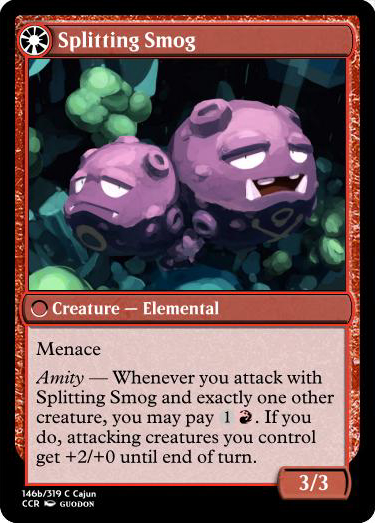 Splitting Smog
Creature — Elemental
Menace
Amity — Whenever you attack with
Splitting Smog and exactly one other
creature, you may pay 1 R. If you
do, attacking creatures you control
get +2/+0 until end of turn.
3/3
146b/319 C Cajun
CCR GUODON